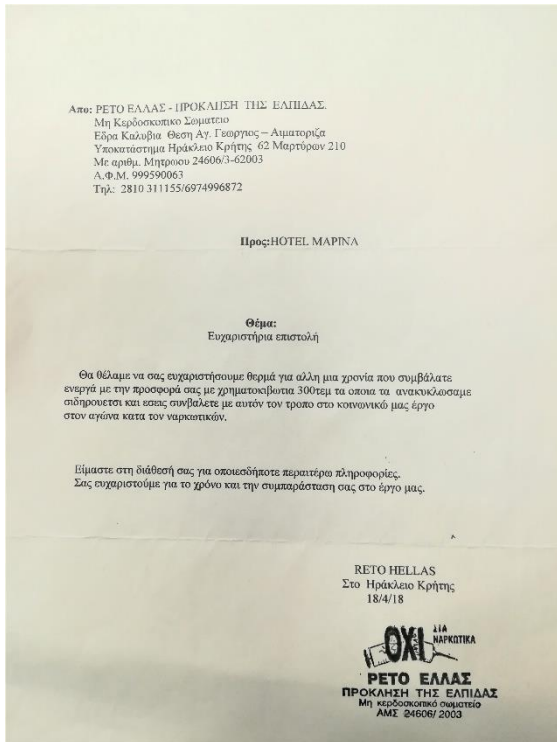 Απο: ΡΕΤΟ ΕΛΛΑΣ - ΠΡΟΚΛΗΣΗ ΤΗΣ ΕΛΠΙΔΑΣ.
Μη Κερδοσκοπικο Σωματειο
Εδρα Καλυβια Θεση Αγ. Γεωργιος – Αιματοριζα
Υποκατάστημα Ηράκλειο Κρήτης 62 Μαρτύρων 210
Με αριθμ. Μητρωου 24606/3-62003
Α.Φ.Μ. 999590063
Τηλ: 2810 311155/6974996872
Προς:HOTEL ΜΑΡΙΝΑ
Θέμα:
Ευχαριστήρια επιστολή
Θα θέλαμε να σας ευχαριστήσουμε θερμά για αλλη μια χρονία που συμβάλατε
ενεργά με την προσφορά σας με χρηματοκιβωτια 300τεμ τα οποια τα ανακυκλωσαμε
σιδηρουετσι και εσεις συνβαλετε με αυτόν τον τροπο στο κοινωνικώ μας έργο
στον αγώνα κατα τον ναρκωτικών.
Είμαστε στη διάθεσή σας για οποιεσδήποτε περαιτέρω πληροφορίες.
Σας ευχαριστούμε για το χρόνο και την συμπαράσταση σας στο έργο μας.
RETO HELLAS
Στο Ηράκλειο Κρήτης
18/4/18
ΟΧΙ ΣΤΑ
ΝΑΡΚΩΤΙΚΑ
ΡΕΤΟ ΕΛΛΑΣ
ΠΡΟΚΛΗΣΗ ΤΗΣ ΕΛΠΙΔΑΣ
Μη κερδοσκοπικό σωματείο
ΑΜΣ 24606/2003